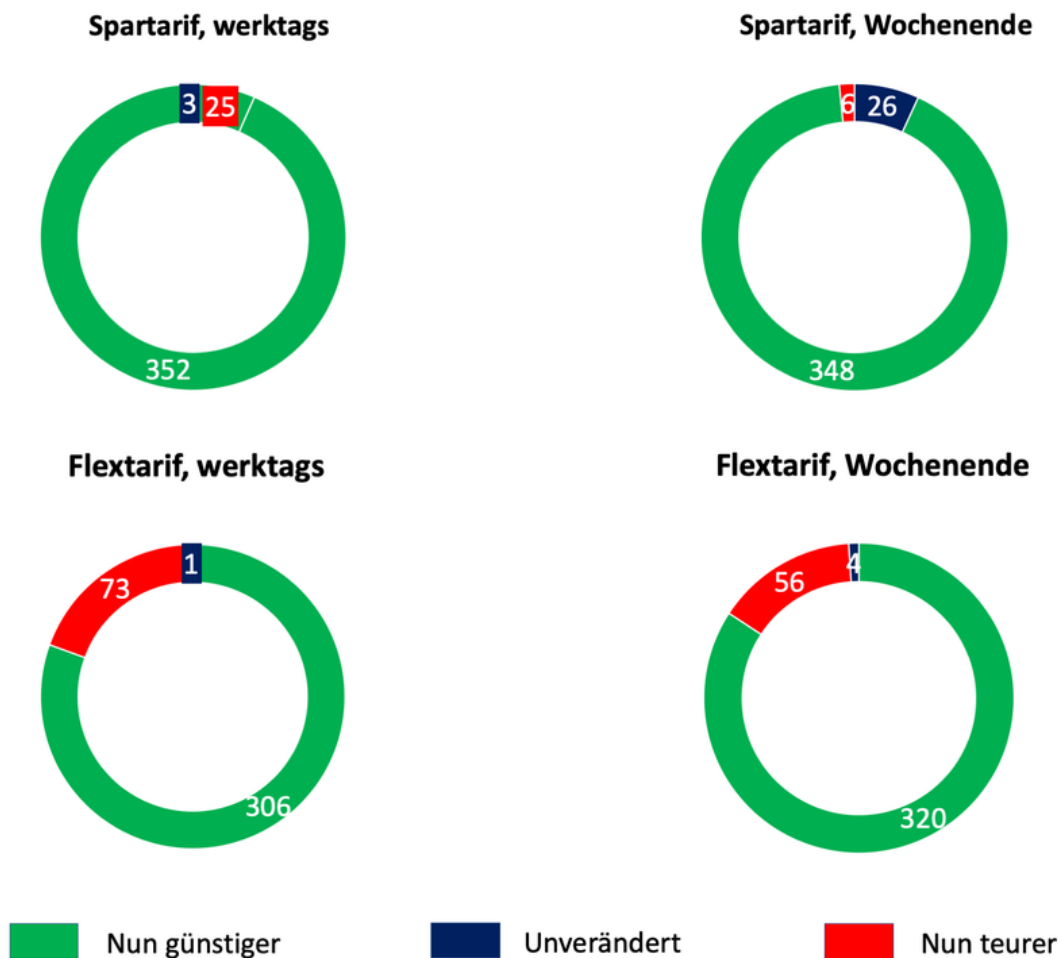 Spartarif, werktags
Spartarif, Wochenende
3
25
6
26
352
348
Flextarif, werktags
Flextarif, Wochenende
1
73
4
56
306
320
Nun günstiger
Unverändert
Nun teurer